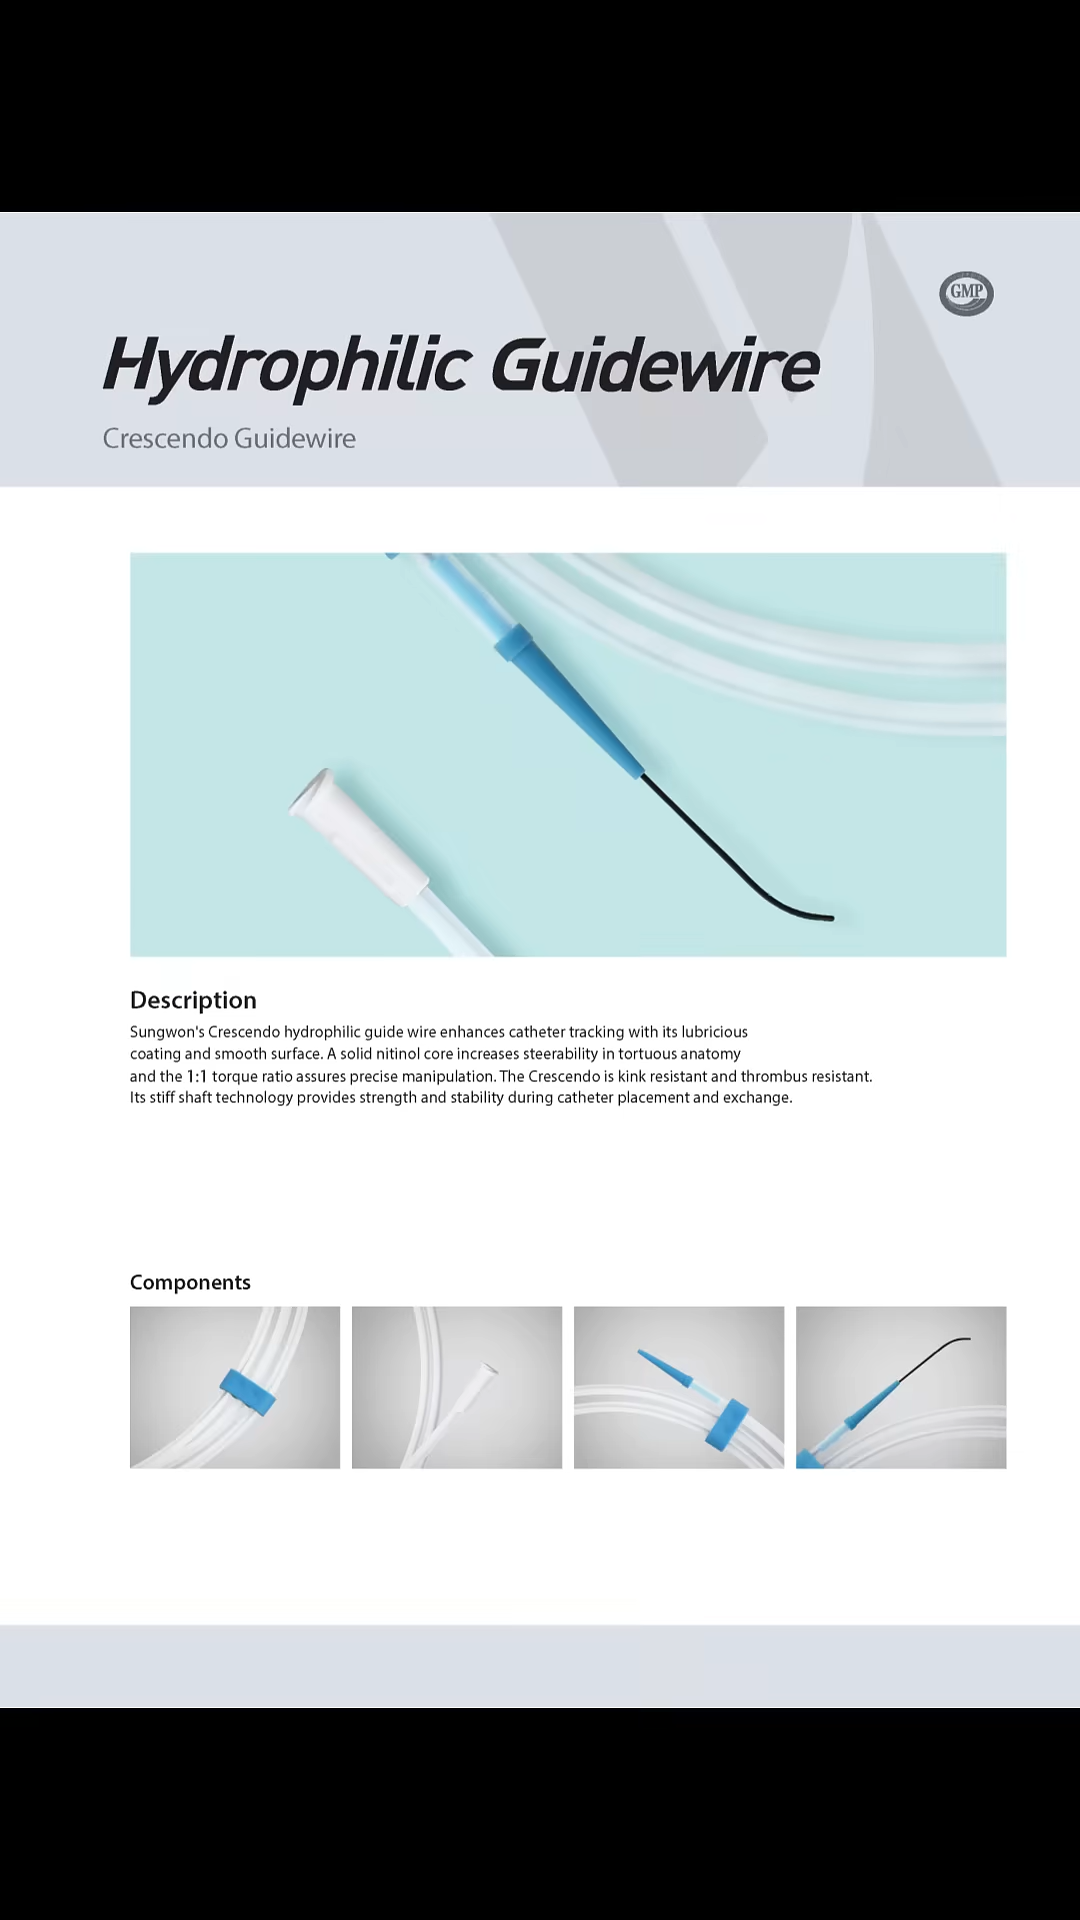 GMP
Hydrophilic Guidewire
Crescendo Guidewire
Description
Sungwon's Crescendo hydrophilic guide wire enhances catheter tracking with its lubricious
coating and smooth surface. A solid nitinol core increases steerability in tortuous anatomy
and the 1:1 torque ratio assures precise manipulation. The Crescendo is kink resistant and thrombus resistant.
Its stiff shaft technology provides strength and stability during catheter placement and exchange.
Components